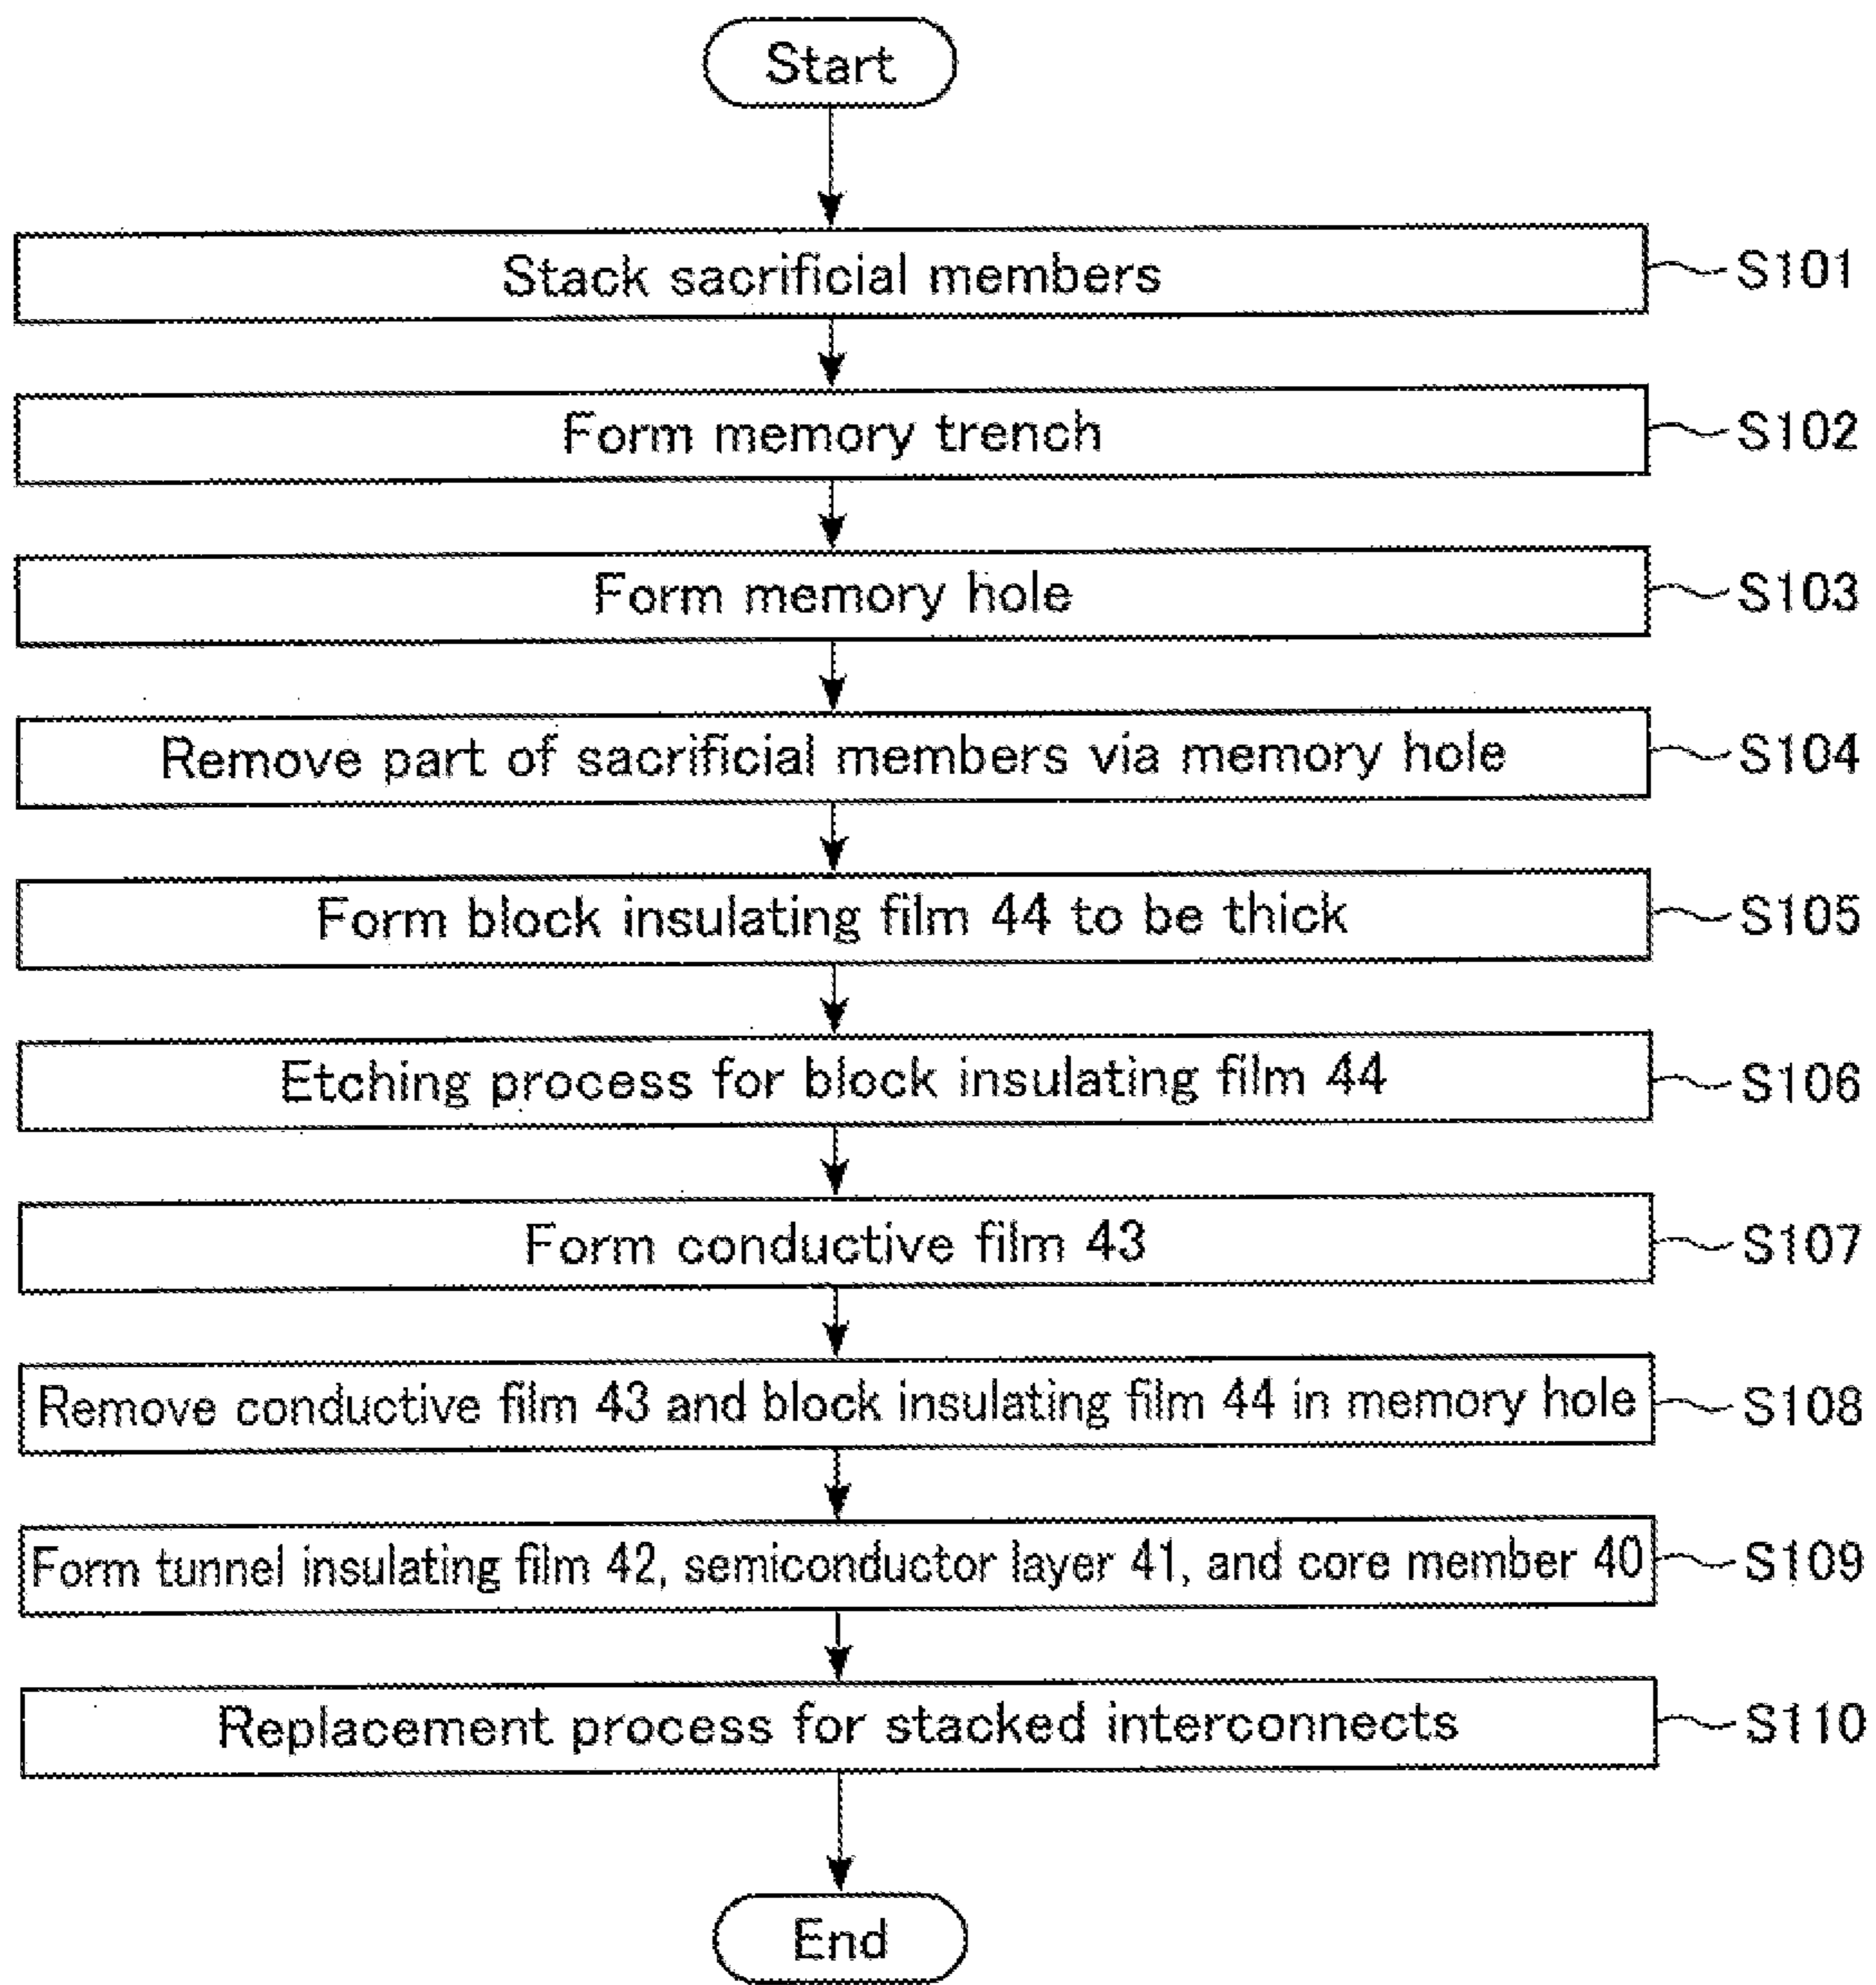 Start
Stack sacrificial members
S101
Form memory trench
S102
Form memory hole
S103
Remove part of sacrificial members via memory hole
S104
Form block insulating film 44 to be thick
S105
Etching process for block insulating film 44
S106
Form conductive film 43
S107
Remove conductive film 43 and block insulating film 44 in memory hole
S108
Form tunnel insulating film 42, semiconductor layer 41, and core member 40
S109
Replacement process for stacked interconnects
S110
End